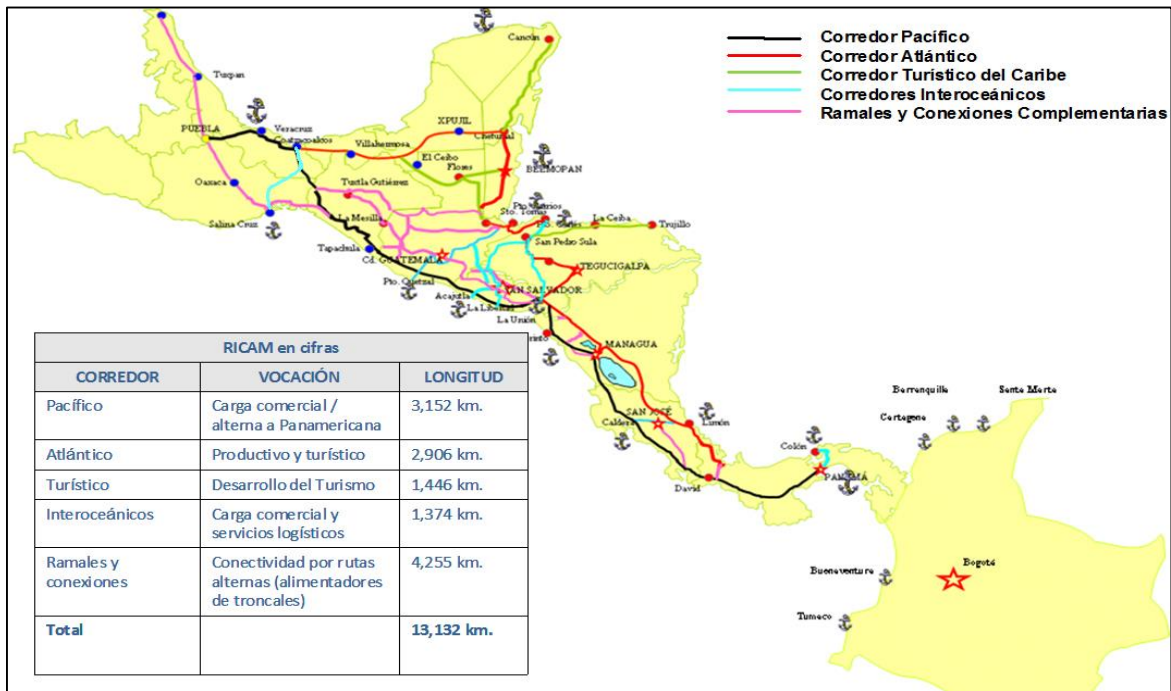 Corredor Pacífico
Corredor Atlántico
Corredor Turístico del Caribe
Corredores Interoceánicos
Ramales y Conexiones Complementarias
Cancún
Tuxpan
PUEBLA
Veracruz
Coatzacoalcos
XPUJIL
Chetumal
Villahermosa
El Ceibo
Flores
BELMOPAN
Oaxaca
Tuxtla Gutiérrez
Salina Cruz
La Mesilla
Sto. Tomás
La Ceiba
Trujillo
San Pedro Sula
Tapachula
Cd. GUATEMALA
TEGUCIGALPA
Pto. Quetzal
SAN SALVADOR
Acajutla
La Libertad
La Unión
MANAGUA
SAN JOSÉ
Caldera
Limón
Colón
David
PANAMÁ
Barranquilla
Cartagena
Bogotá
RICAM en cifras
CORREDOR VOCACIÓN LONGITUD
Pacífico Carga comercial / 3,152 km.
alterna a Panamericana
Atlántico Productivo y turístico 2,906 km.
Turístico Desarrollo del Turismo 1,446 km.
Interoceánicos Carga comercial y 1,374 km.
servicios logísticos
Ramales y Conectividad por rutas 4,255 km.
conexiones alternas (alimentadores
de troncales)
Total 13,132 km.